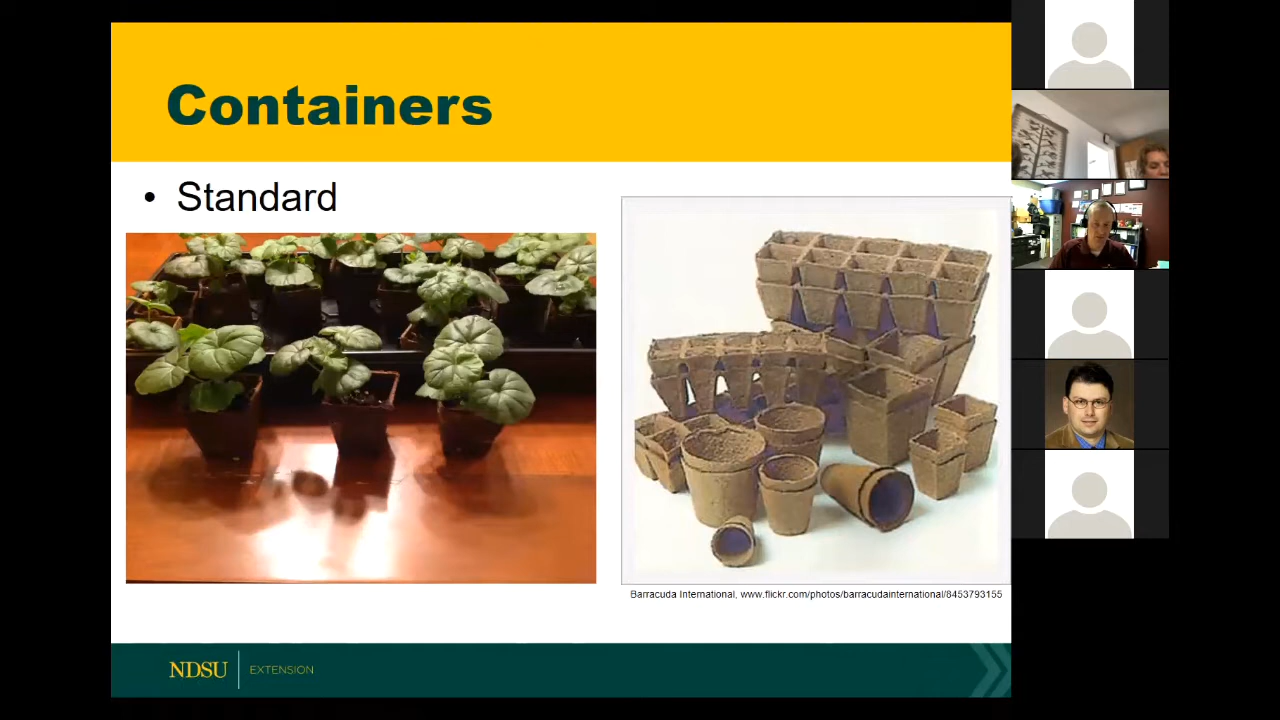 Containers
• Standard
Barracuda International, www.flickr.com/photos/barracudainternational/8453793155
NDSU EXTENSION